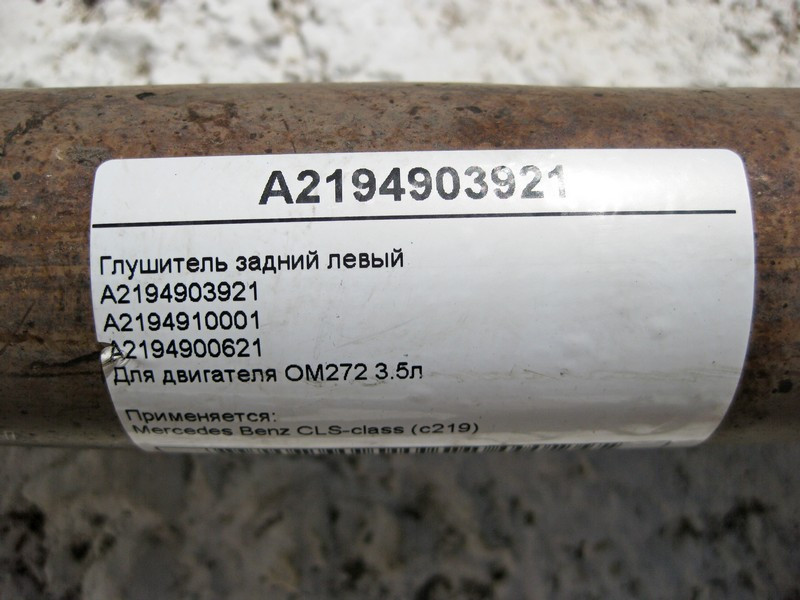 A2194903921
Глушитель задний левый
A2194903921
A2194910001
A2194900621
Для двигателя OM272 3.5л
Применяется:
Mercedes Benz CLS-class (c219)